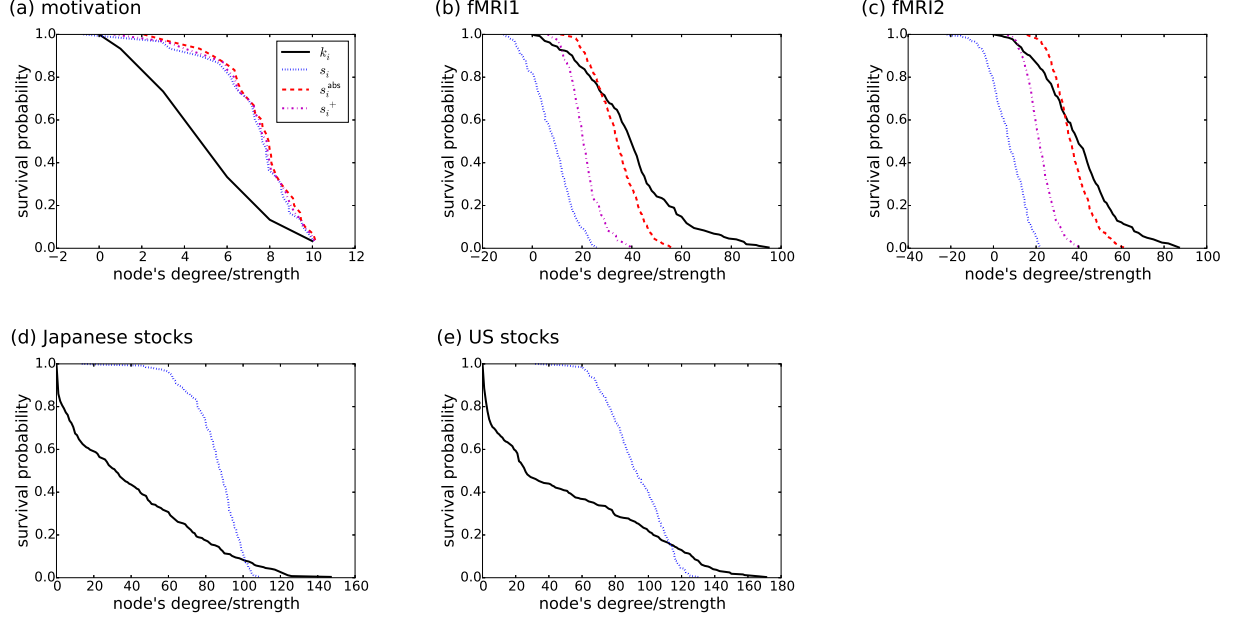 (a) motivation
survival probability
1.0
0.8
0.6
0.4
0.2
0.0
k_i
s_i
s_i^abs
s_i^+
−2 0 2 4 6 8 10 12
node's degree/strength
(b) fMRI1
survival probability
1.0
0.8
0.6
0.4
0.2
0.0
−20 0 20 40 60 80 100
node's degree/strength
(c) fMRI2
survival probability
1.0
0.8
0.6
0.4
0.2
0.0
−40 −20 0 20 40 60 80 100
node's degree/strength
(d) Japanese stocks
survival probability
1.0
0.8
0.6
0.4
0.2
0.0
0 20 40 60 80 100 120 140 160
node's degree/strength
(e) US stocks
survival probability
1.0
0.8
0.6
0.4
0.2
0.0
0 20 40 60 80 100 120 140 160 180
node's degree/strength